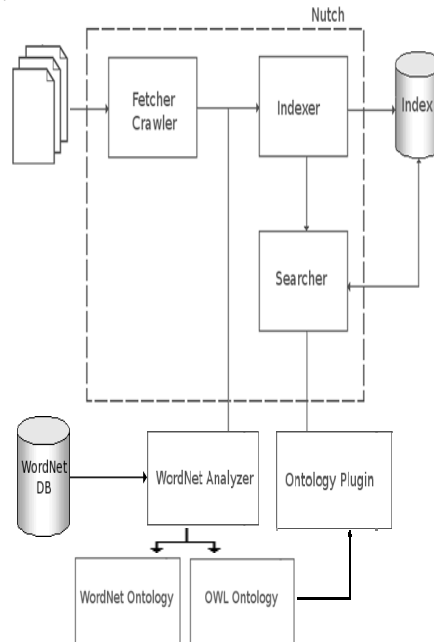 Nutch
Fetcher
Crawler
Indexer
Index
Searcher
WordNet
DB
WordNet Analyzer
Ontology Plugin
WordNet Ontology
OWL Ontology